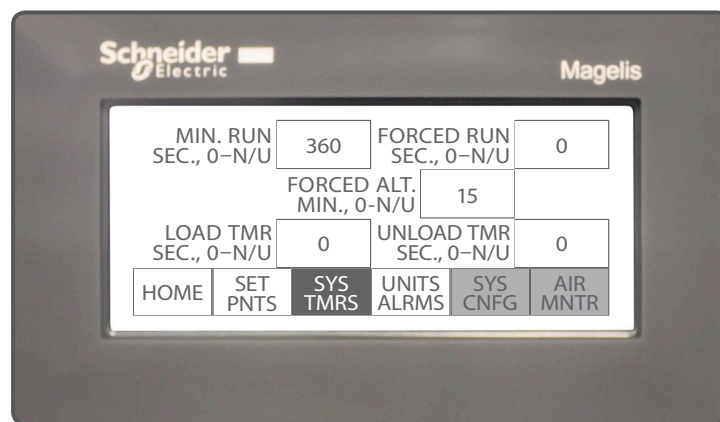 Schneider
Electric
Magelis
MIN. RUN
SEC., 0–N/U
360
FORCED RUN
SEC., 0–N/U
0
FORCED ALT.
MIN., 0-N/U
15
LOAD TMR
SEC., 0–N/U
0
UNLOAD TMR
SEC., 0–N/U
0
HOME
SET
PNTS
SYS
TMRS
UNITS
ALRMS
SYS
CNFG
AIR
MNTR